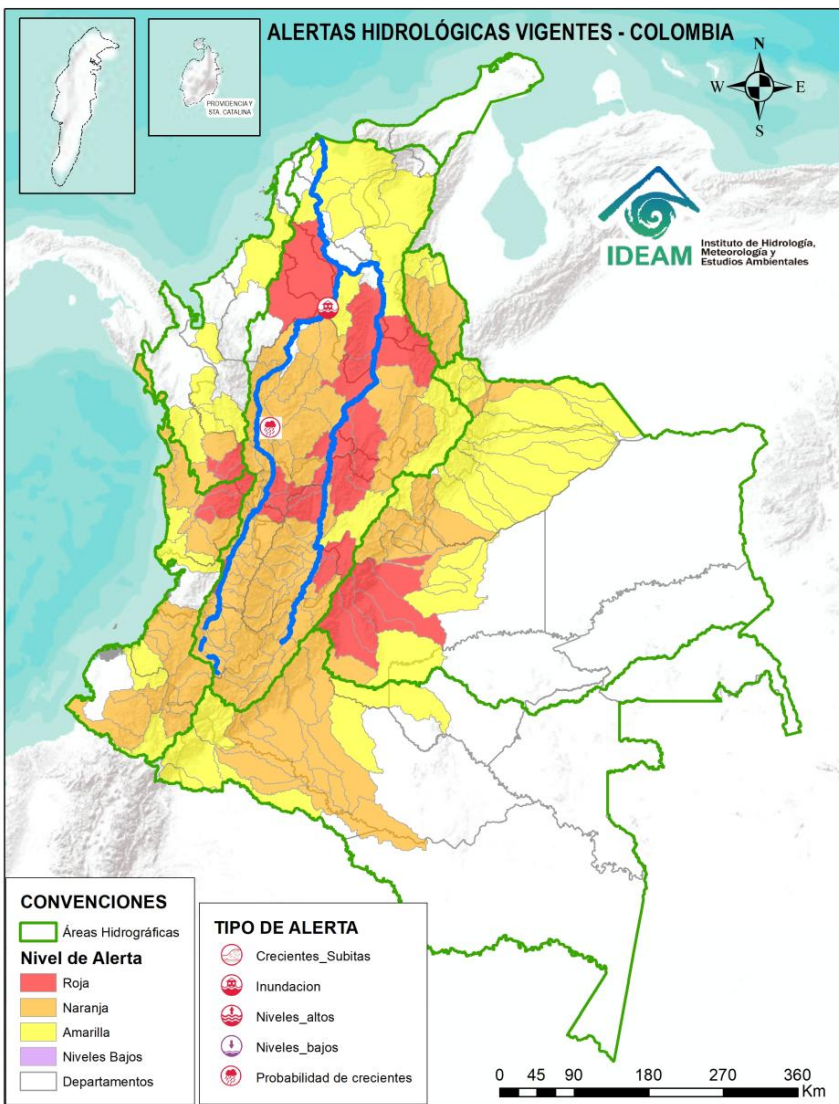 ALERTAS HIDROLÓGICAS VIGENTES - COLOMBIA
PROVIDENCIA Y
STA. CATALINA
N
W E
S
IDEAM
Instituto de Hidrología,
Meteorología y
Estudios Ambientales
CONVENCIONES
Áreas Hidrográficas
Nivel de Alerta
Roja
Naranja
Amarilla
Niveles Bajos
Departamentos
TIPO DE ALERTA
Crecientes_Subitas
Inundacion
Niveles_altos
Niveles_bajos
Probabilidad de crecientes
0 45 90 180 270 360
Km